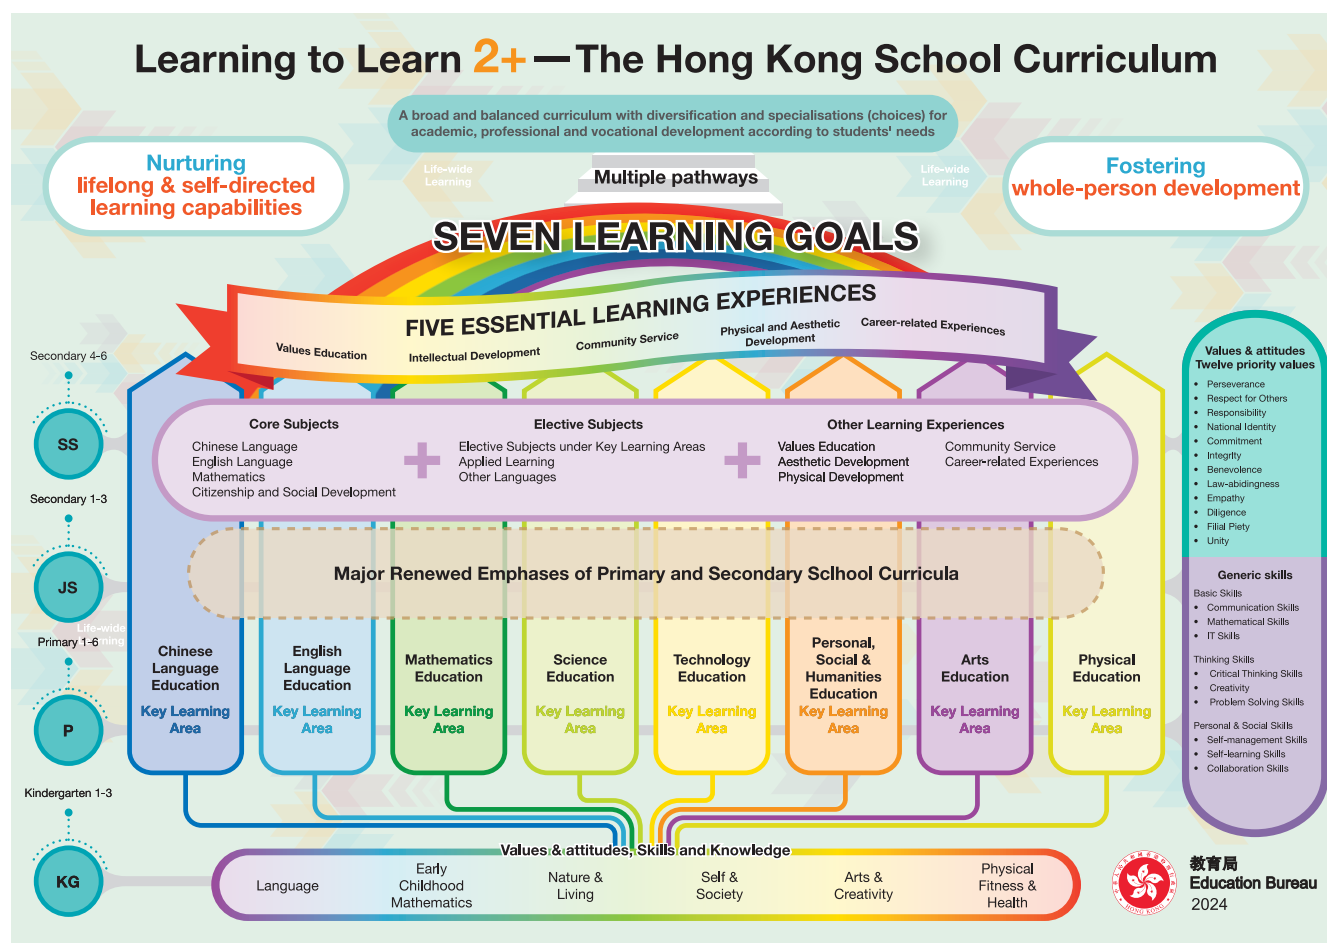 Learning to Learn 2+ — The Hong Kong School Curriculum
A broad and balanced curriculum with diversification and specialisations (choices) for
academic, professional and vocational development according to students' needs
Nurturing
lifelong & self-directed
learning capabilities
Life-wide
Learning
Multiple pathways
Life-wide
Learning
Fostering
whole-person development
SEVEN LEARNING GOALS
FIVE ESSENTIAL LEARNING EXPERIENCES
Values Education
Intellectual Development
Community Service
Physical and Aesthetic
Development
Career-related Experiences
Secondary 4-6
SS
Secondary 1-3
JS
Life-wide
Learning
Primary 1-6
P
Kindergarten 1-3
KG
Core Subjects
Chinese Language
English Language
Mathematics
Citizenship and Social Development
Elective Subjects
Elective Subjects under Key Learning Areas
Applied Learning
Other Languages
Other Learning Experiences
Values Education
Aesthetic Development
Physical Development
Community Service
Career-related Experiences
Major Renewed Emphases of Primary and Secondary Sclhool Curricula
Chinese
Language
Education
Key Learning
Area
English
Language
Education
Key Learning
Area
Mathematics
Education
Key Learning
Area
Science
Education
Key Learning
Area
Technology
Education
Key Learning
Area
Personal,
Social &
Humanities
Education
Key Learning
Area
Arts
Education
Key Learning
Area
Physical
Education
Key Learning
Area
Values & attitudes, Skills and Knowledge
Language
Early
Childhood
Mathematics
Nature &
Living
Self &
Society
Arts &
Creativity
Physical
Fitness &
Health
Values & attitudes
Twelve priority values
• Perseverance
• Respect for Others
• Responsibility
• National Identity
• Commitment
• Integrity
• Benevolence
• Law-abidingness
• Empathy
• Diligence
• Filial Piety
• Unity
Generic skills
Basic Skills
• Communication Skills
• Mathematical Skills
• IT Skills
Thinking Skills
• Critical Thinking Skills
• Creativity
• Problem Solving Skills
Personal & Social Skills
• Self-management Skills
• Self-learning Skills
• Collaboration Skills
HONG KONG
教育局
Education Bureau
2024